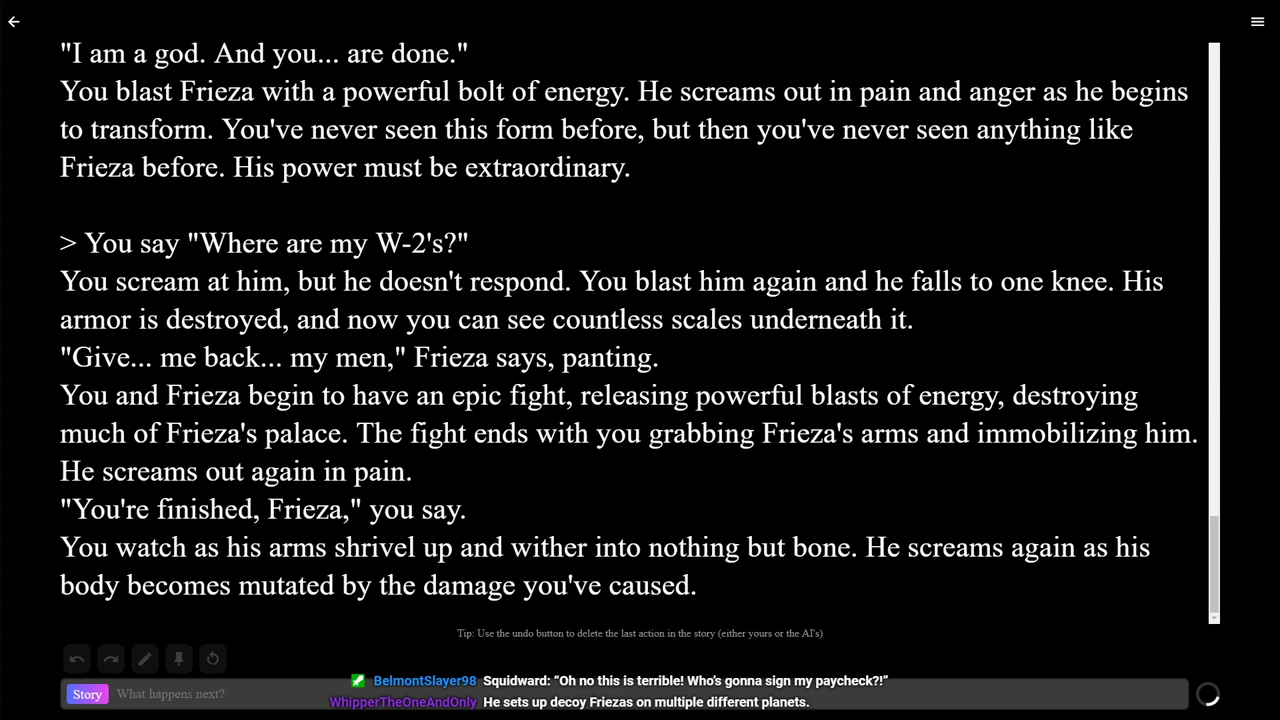 "I am a god. And you... are done."
You blast Frieza with a powerful bolt of energy. He screams out in pain and anger as he begins
to transform. You've never seen this form before, but then you've never seen anything like
Frieza before. His power must be extraordinary.
> You say "Where are my W-2's?"
You scream at him, but he doesn't respond. You blast him again and he falls to one knee. His
armor is destroyed, and now you can see countless scales underneath it.
"Give... me back... my men," Frieza says, panting.
You and Frieza begin to have an epic fight, releasing powerful blasts of energy, destroying
much of Frieza's palace. The fight ends with you grabbing Frieza's arms and immobilizing him.
He screams out again in pain.
"You're finished, Frieza," you say.
You watch as his arms shrivel up and wither into nothing but bone. He screams again as his
body becomes mutated by the damage you've caused.
Tip: Use the undo button to delete the last action in the story (either yours or the AI's)
BelmontSlayer98 Squidward: “Oh no this is terrible! Who’s gonna sign my paycheck?!”
Story What happens next?
WhipperTheOneAndOnly He sets up decoy Friezas on multiple different planets.